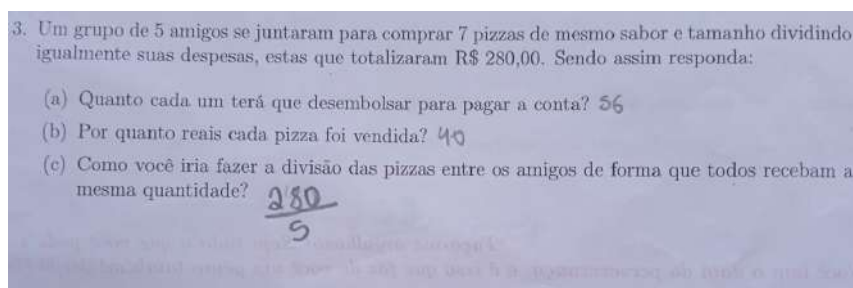 3. Um grupo de 5 amigos se juntaram para comprar 7 pizzas de mesmo sabor e tamanho dividindo
igualmente suas despesas, estas que totalizaram R$ 280,00. Sendo assim responda:
(a) Quanto cada um terá que desembolsar para pagar a conta? 56
(b) Por quanto reais cada pizza foi vendida? 40
(c) Como você iria fazer a divisão das pizzas entre os amigos de forma que todos recebam a
mesma quantidade?
280
5